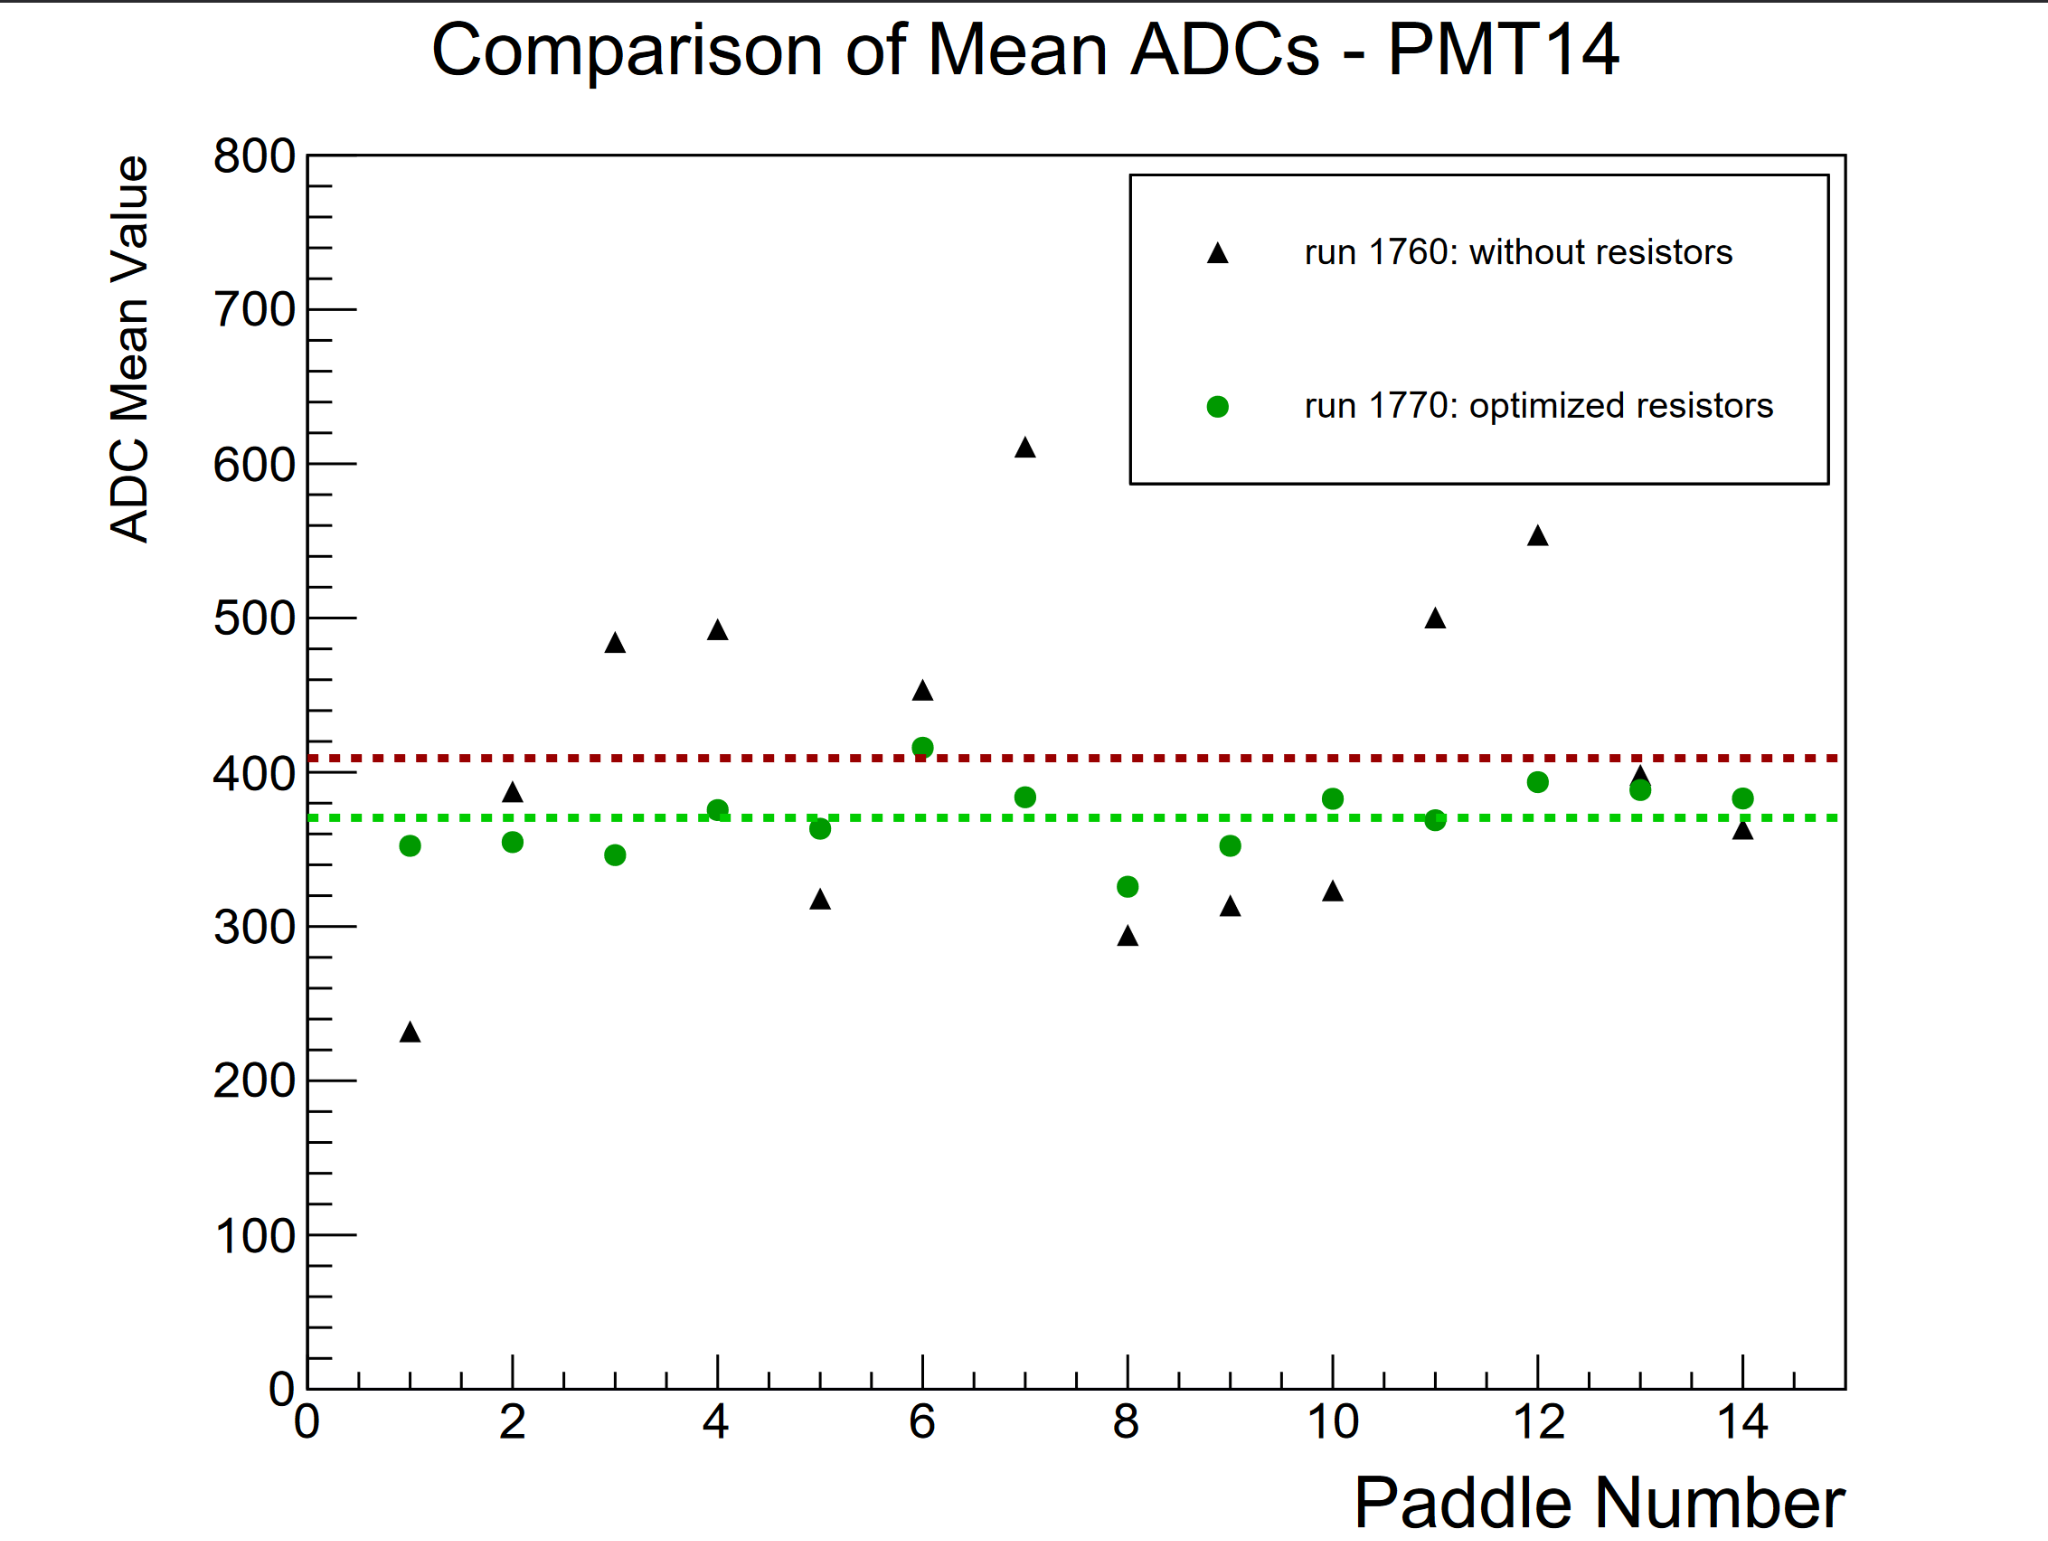 Comparison of Mean ADCs - PMT14
ADC Mean Value
800
700
600
500
400
300
200
100
0
run 1760: without resistors
run 1770: optimized resistors
0 2 4 6 8 10 12 14
Paddle Number